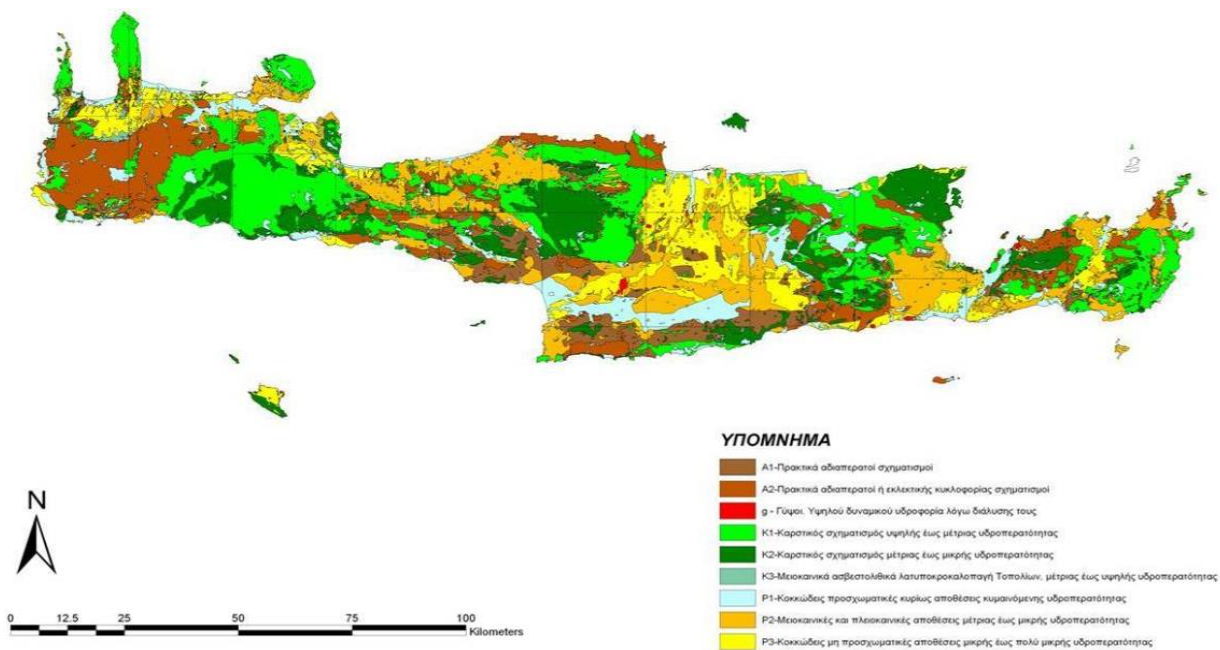 ΥΠΟΜΝΗΜΑ
Α1-Πρακτικά αδιαπερατοί σχηματισμοί
Α2-Πρακτικά αδιαπερατοί ή εκλεκτικής κυκλοφορίας σχηματισμοί
g - Γύψοι. Υψηλού δυναμικού υδροφορία λόγω διάλυσης τους
Κ1-Καρστικός σχηματισμός υψηλής έως μέτριας υδροπερατότητας
Κ2-Καρστικός σχηματισμός μέτριας έως μικρής υδροπερατότητας
Κ3-Μειοκαινικά ασβεστολιθικά λατυποκροκαλοπαγή Τοπολίων, μέτριας έως υψηλής υδροπερατότητας
Ρ1-Κοκκώδεις προσχωματικές κυρίως αποθέσεις κυμαινόμενης υδροπερατότητας
Ρ2-Μειοκαινικές και πλειοκαινικές αποθέσεις μέτριας έως μικρής υδροπερατότητας
Ρ3-Κοκκώδεις μη προσχωματικές αποθέσεις μικρής έως πολύ μικρής υδροπερατότητας
N
0 12.5 25 50 75 100
Kilometers